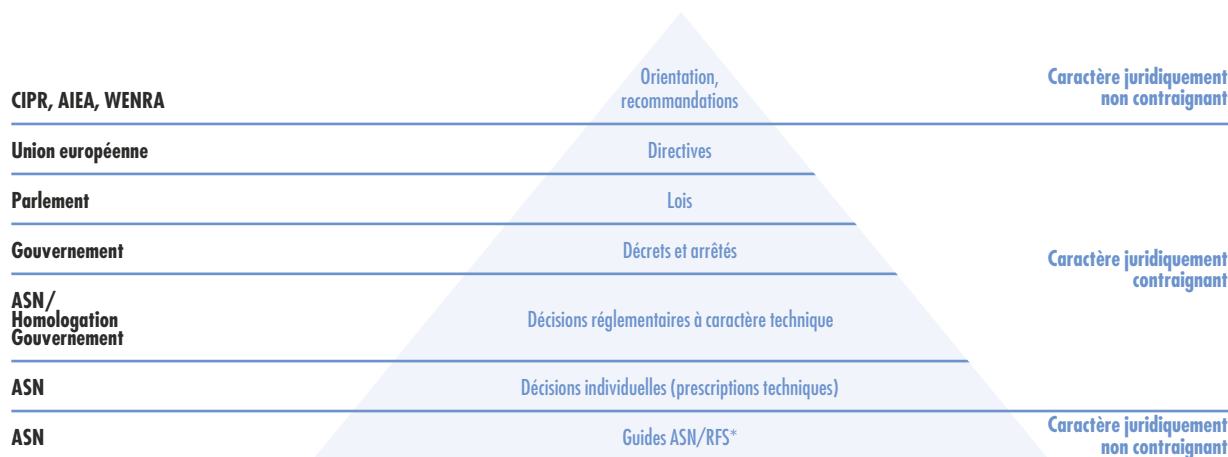 Orientation,
recommandations
Caractère juridiquement
non contraignant
CIPR, AIEA, WENRA
Union européenne
Directives
Parlement
Lois
Gouvernement
Décrets et arrêtés
Caractère juridiquement
contraignant
ASN/
Homologation
Gouvernement
Décisions réglementaires à caractère technique
ASN
Décisions individuelles (prescriptions techniques)
ASN
Guides ASN/RFS*
Caractère juridiquement
non contraignant